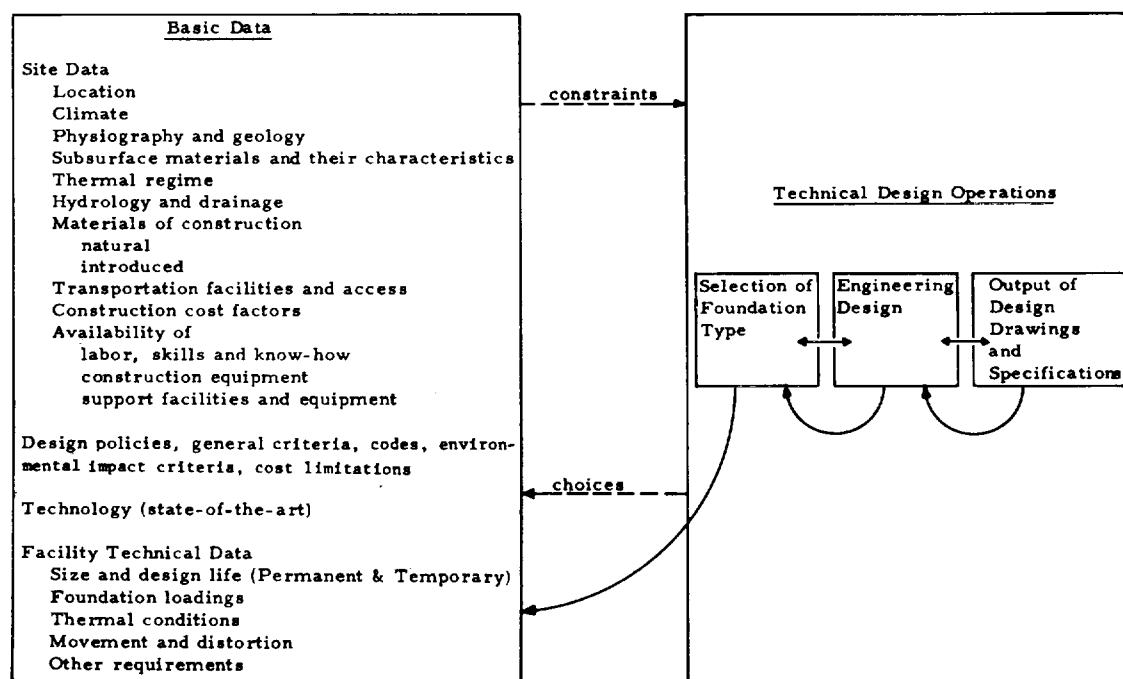 Basic Data
Site Data
Location
Climate
Physiography and geology
Subsurface materials and their characteristics
Thermal regime
Hydrology and drainage
Materials of construction
natural
introduced
Transportation facilities and access
Construction cost factors
Availability of
labor, skills and know-how
construction equipment
support facilities and equipment
Design policies, general criteria, codes, environ-
mental impact criteria, cost limitations
Technology (state-of-the-art)
Facility Technical Data
Size and design life (Permanent & Temporary)
Foundation loadings
Thermal conditions
Movement and distortion
Other requirements
constraints
choices
Technical Design Operations
Selection of
Foundation
Type
Engineering
Design
Output of
Design
Drawings
and
Specifications